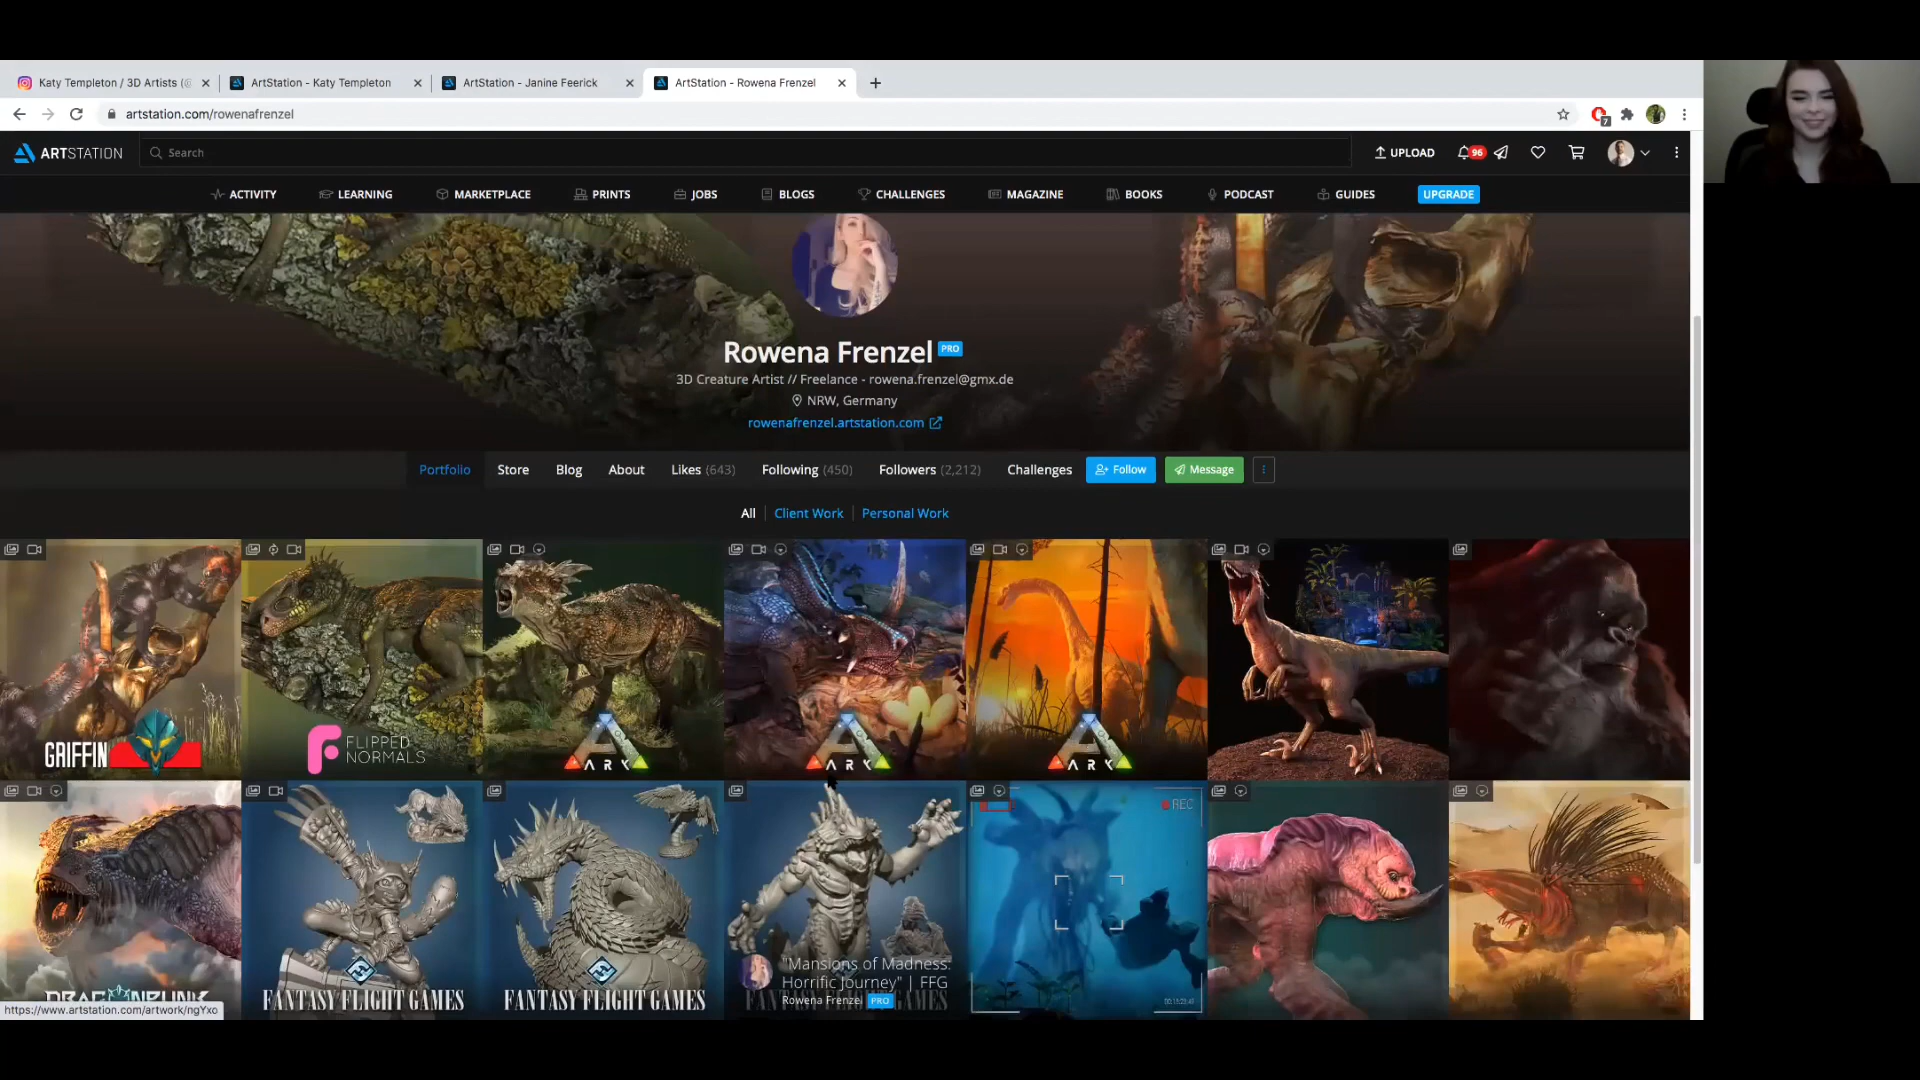 Katy Templeton / 3D Artists (@
ArtStation - Katy Templeton
ArtStation - Janine Feerick
ArtStation - Rowena Frenzel
artstation.com/rowenafrenzel
7
ARTSTATION
Search
UPLOAD
96
ACTIVITY
LEARNING
MARKETPLACE
PRINTS
JOBS
BLOGS
CHALLENGES
MAGAZINE
BOOKS
PODCAST
GUIDES
UPGRADE
Rowena Frenzel PRO
3D Creature Artist // Freelance - rowena.frenzel@gmx.de
NRW, Germany
rowenafrenzel.artstation.com
Portfolio
Store
Blog
About
Likes (643)
Following (450)
Followers (2,212)
Challenges
Follow
Message
All
Client Work
Personal Work
GRIFFIN
FLIPPED
NORMALS
ARK
ARK
ARK
DRAGONPUNK
FANTASY FLIGHT GAMES
FANTASY FLIGHT GAMES
"Mansions of Madness:
Horrific Journey" | FFG
FANTASY FLIGHT GAMES
Rowena Frenzel PRO
REC
https://www.artstation.com/artwork/ngYxo